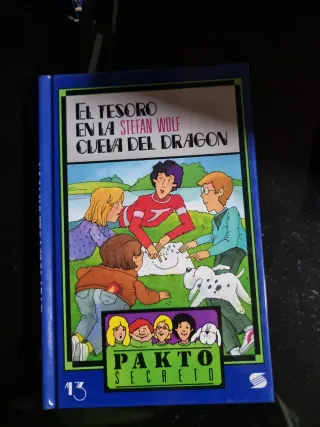 EL TESORO
EN LA STEFAN WOLF
CUEVA DEL DRAGON
T
PAKTO
SECRETO
13
S